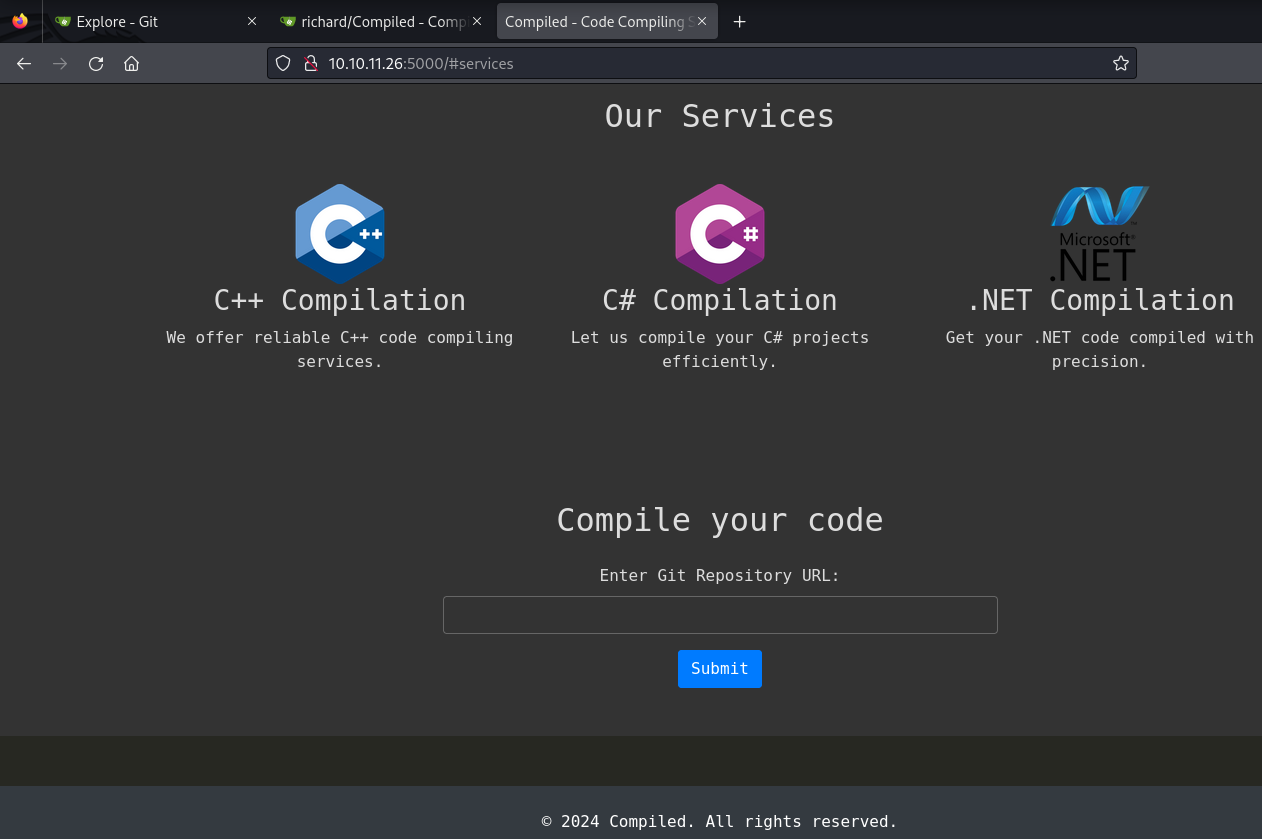 Explore - Git
richard/Compiled - Comp
Compiled - Code Compiling S
10.10.11.26:5000/#services
Our Services
C++
C#
Microsoft
.NET
C++ Compilation
We offer reliable C++ code compiling
services.
C# Compilation
Let us compile your C# projects
efficiently.
.NET Compilation
Get your .NET code compiled with
precision.
Compile your code
Enter Git Repository URL:
Submit
© 2024 Compiled. All rights reserved.